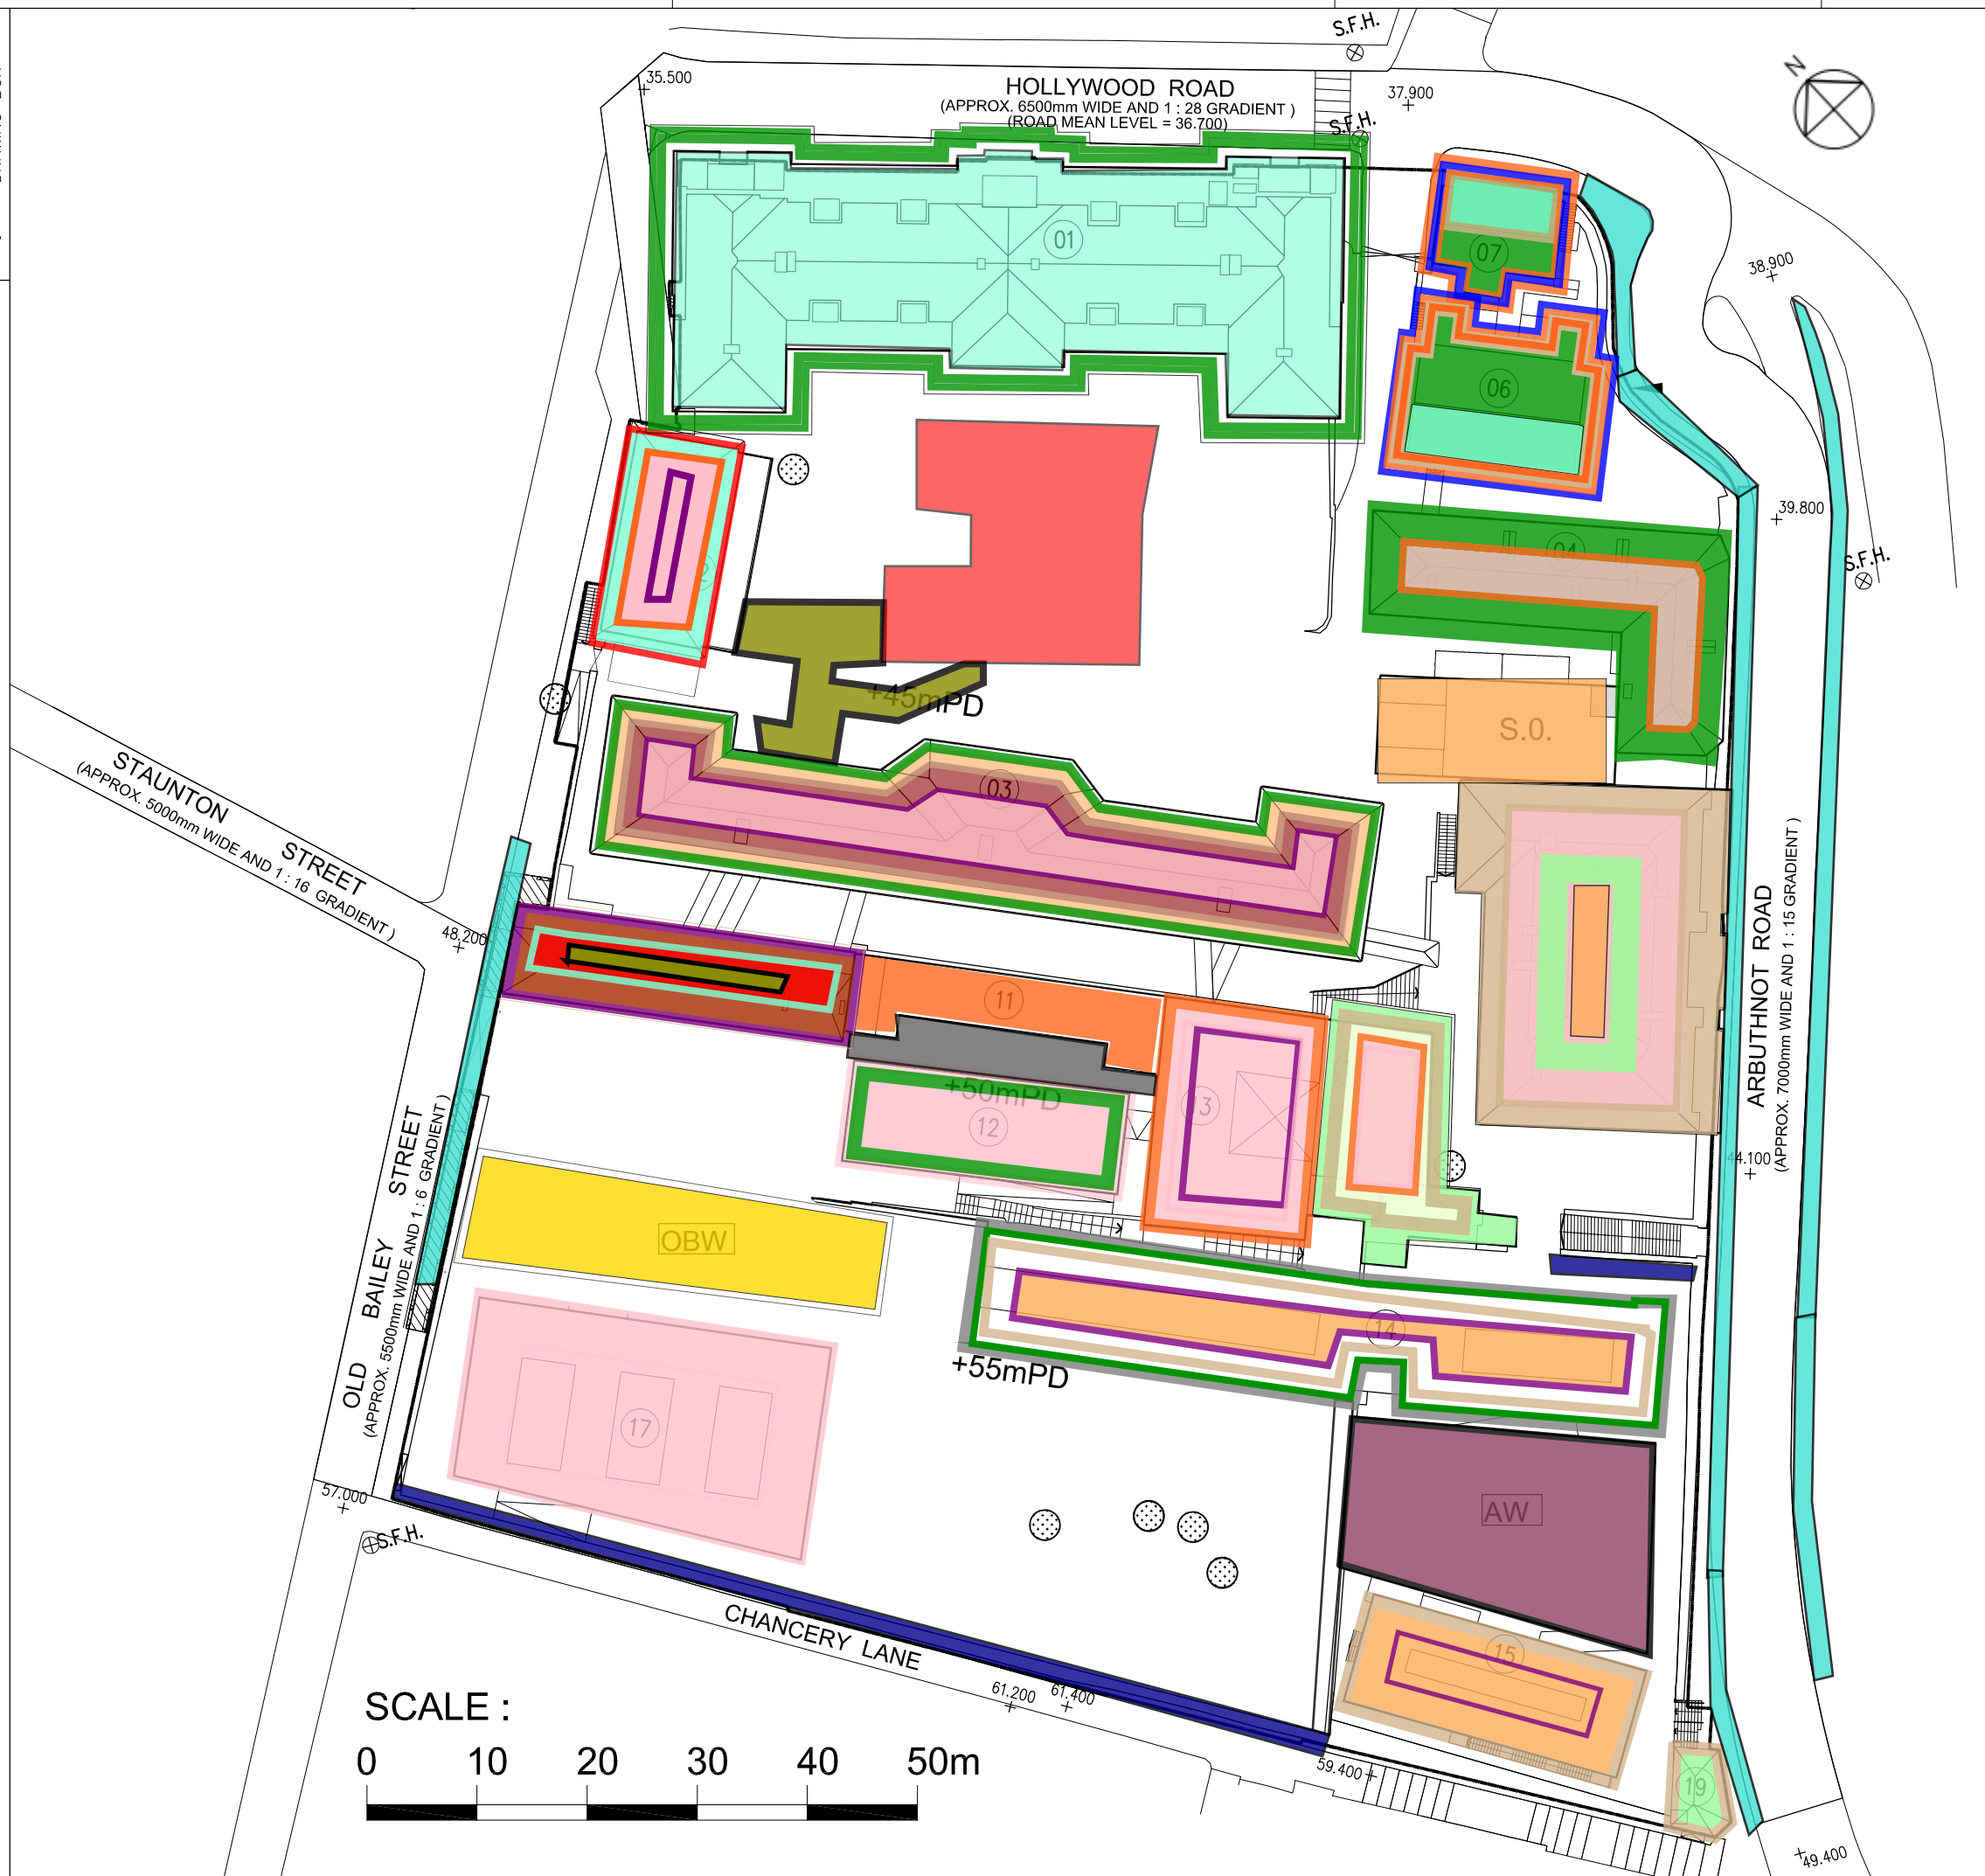 S.F.H.
35.500
HOLLYWOOD ROAD
(APPROX. 6500mm WIDE AND 1 : 28 GRADIENT )
(ROAD MEAN LEVEL = 36.700)
37.900
S.F.H.
N
01
07
38.900
06
39.800
04
S.F.H.
+45mPD
S.O.
03
STAUNTON STREET
(APPROX. 5000mm WIDE AND 1 : 16 GRADIENT )
48.200
11
+50mPD
12
13
ARBUTHNOT ROAD
(APPROX. 7000mm WIDE AND 1 : 15 GRADIENT )
44.100
OLD BAILEY STREET
(APPROX. 5500mm WIDE AND 1 : 6 GRADIENT )
OBW
14
+55mPD
17
57.000
S.F.H.
AW
CHANCERY LANE
15
61.200
61.400
59.400
19
49.400
SCALE :
0 10 20 30 40 50m